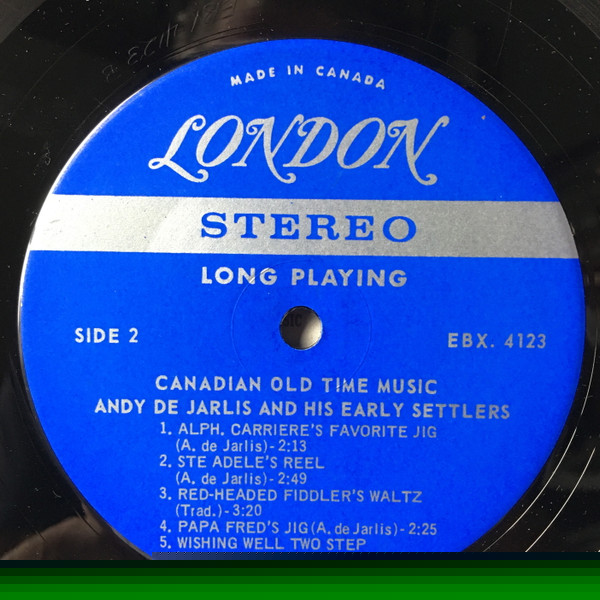 MADE IN CANADA
LONDON
STEREO
LONG PLAYING
SIDE 2
EBX. 4123
CANADIAN OLD TIME MUSIC
ANDY DE JARLIS AND HIS EARLY SETTLERS
1. ALPH. CARRIERE'S FAVORITE JIG
(A. de Jarlis)-2:13
2. STE ADELE'S REEL
(A. de Jarlis)-2:49
3. RED-HEADED FIDDLER'S WALTZ
(Trad.)-3:20
4. PAPA FRED'S JIG (A. de Jarlis)-2:25
5. WISHING WELL TWO STEP